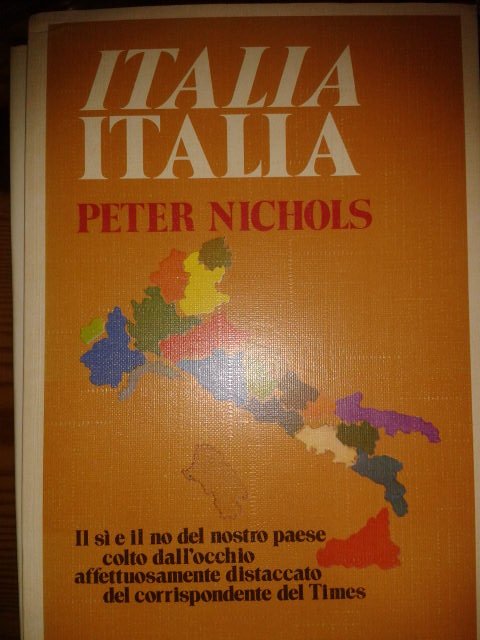 ITALIA
ITALIA
PETER NICHOLS
Il sì e il no del nostro paese
colto dall'occhio
affettuosamente distaccato
del corrispondente del Times